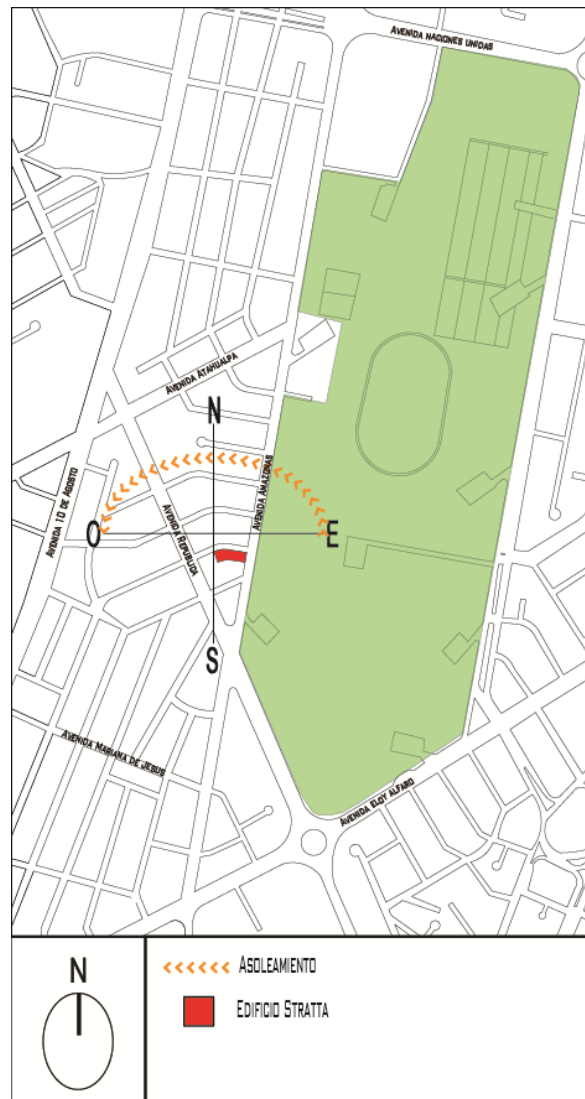 AVENIDA NACIONES UNIDAS
AVENIDA ATAHUALPA
N
AVENIDA AMAZONAS
AVENIDA 10 DE AGOSTO
O
AVENIDA REPUBLICA
E
S
AVENIDA MARIANA DE JESUS
AVENIDA ELOY ALFARO
N
ASOLEAMIENTO
EDIFICIO STRATTA